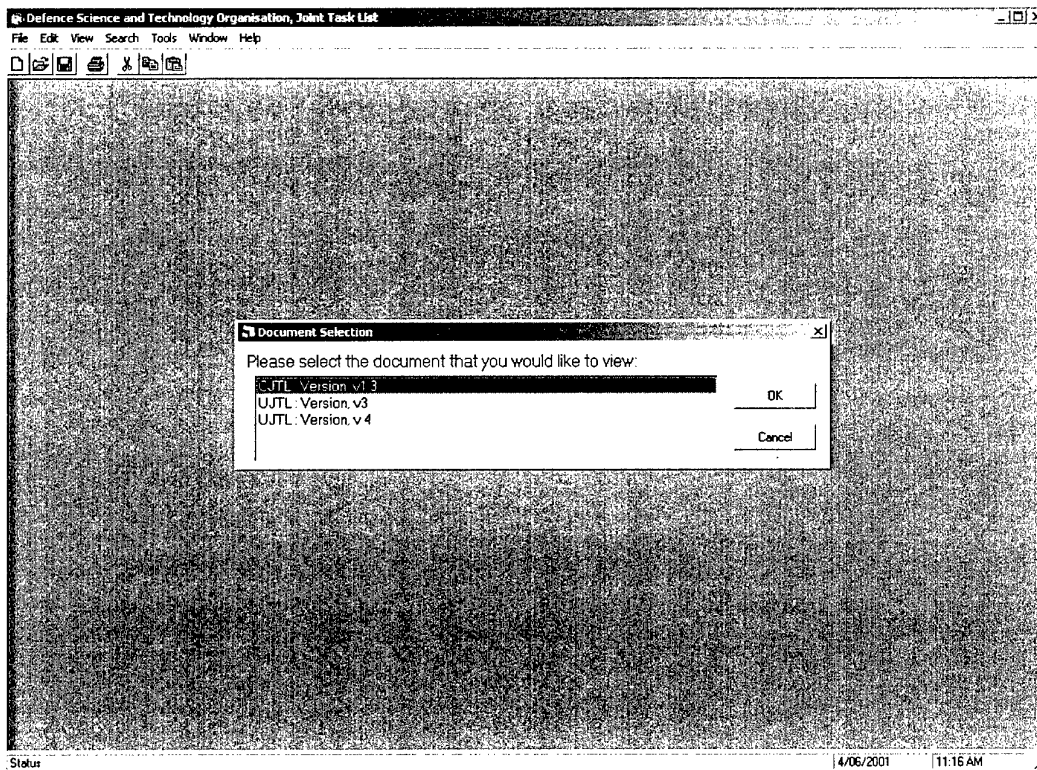 Defence Science and Technology Organisation, Joint Task List
File Edit View Search Tools Window Help
Document Selection
Please select the document that you would like to view:
CJTL : Version, v1.3
UJTL : Version, v3
UJTL : Version, v 4
OK
Cancel
Status 4/06/2001 11:16 AM